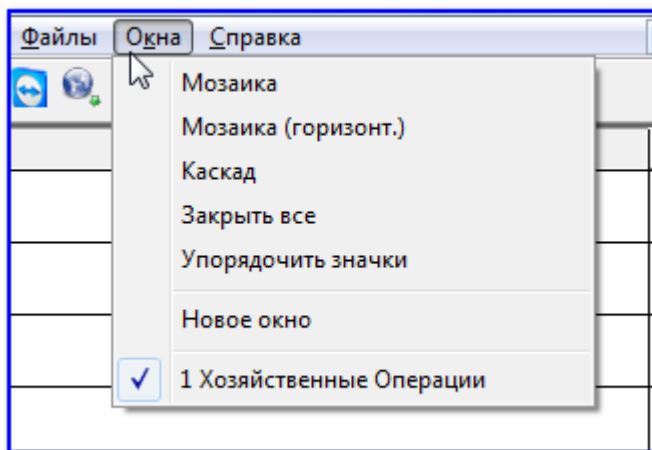 Файлы Окна Справка
Мозаика
Мозаика (горизонт.)
Каскад
Закрыть все
Упорядочить значки
Новое окно
1 Хозяйственные Операции